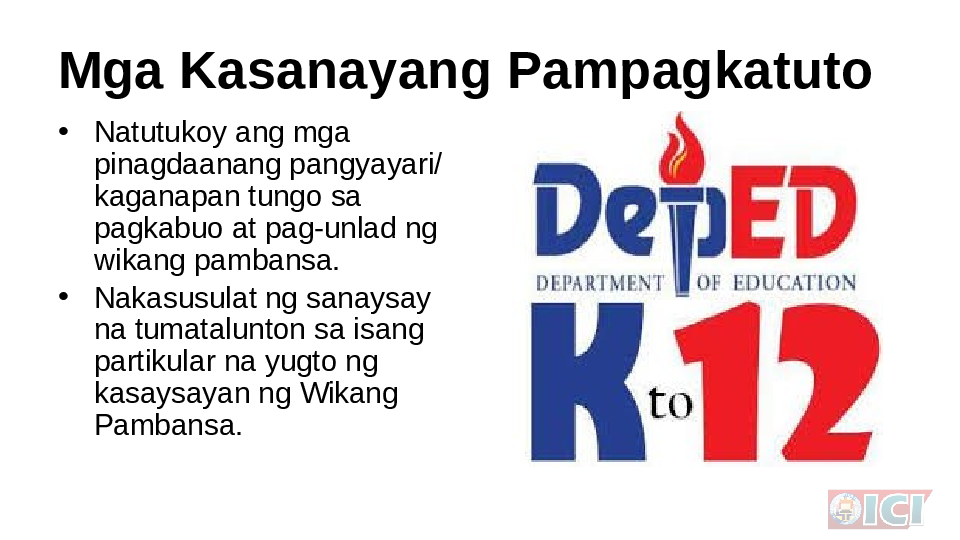 Mga Kasanayang Pampagkatuto
• Natutukoy ang mga
pinagdaanang pangyayari/
kaganapan tungo sa
pagkabuo at pag-unlad ng
wikang pambansa.
• Nakasusulat ng sanaysay
na tumatalunton sa isang
partikular na yugto ng
kasaysayan ng Wikang
Pambansa.
DepED
DEPARTMENT OF EDUCATION
K to 12
ICI